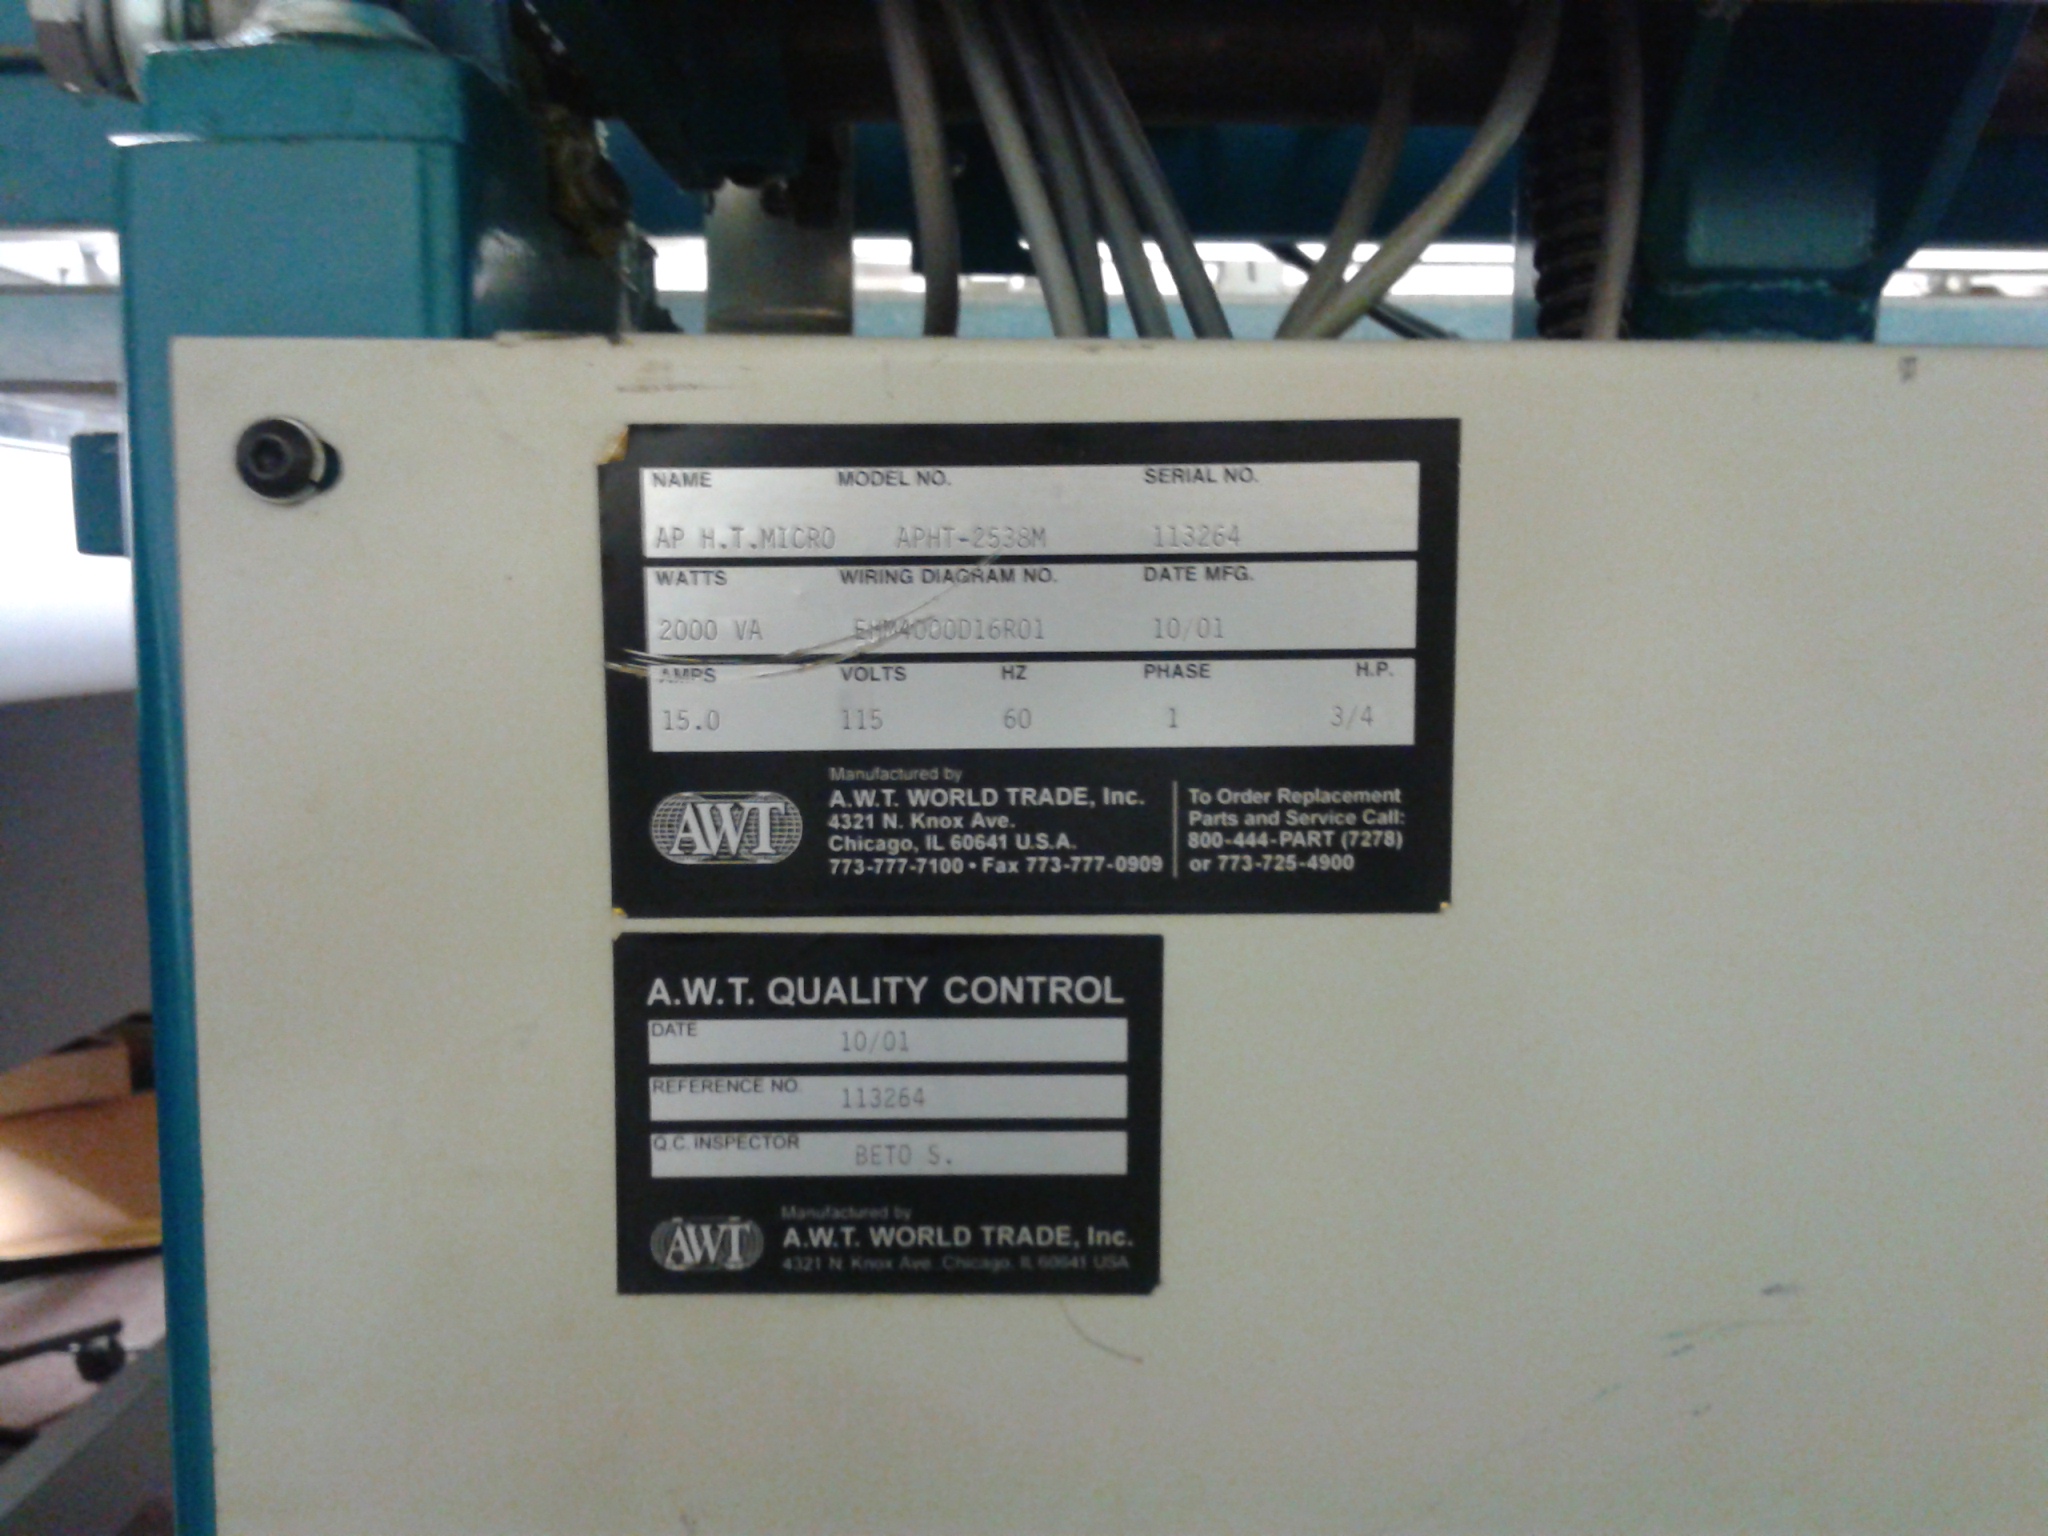 NAME MODEL NO. SERIAL NO.
AP H.T.MICRO APHT-2538M 113264
WATTS WIRING DIAGRAM NO. DATE MFG.
2000 VA EHM4000D16R01 10/01
AMPS VOLTS HZ PHASE H.P.
15.0 115 60 1 3/4
AWT
Manufactured by
A.W.T. WORLD TRADE, Inc.
4321 N. Knox Ave.
Chicago, IL 60641 U.S.A.
773-777-7100 • Fax 773-777-0909
To Order Replacement
Parts and Service Call:
800-444-PART (7278)
or 773-725-4900
A.W.T. QUALITY CONTROL
DATE 10/01
REFERENCE NO. 113264
Q.C. INSPECTOR BETO S.
AWT
Manufactured by
A.W.T. WORLD TRADE, Inc.
4321 N. Knox Ave. Chicago, IL 60641 USA